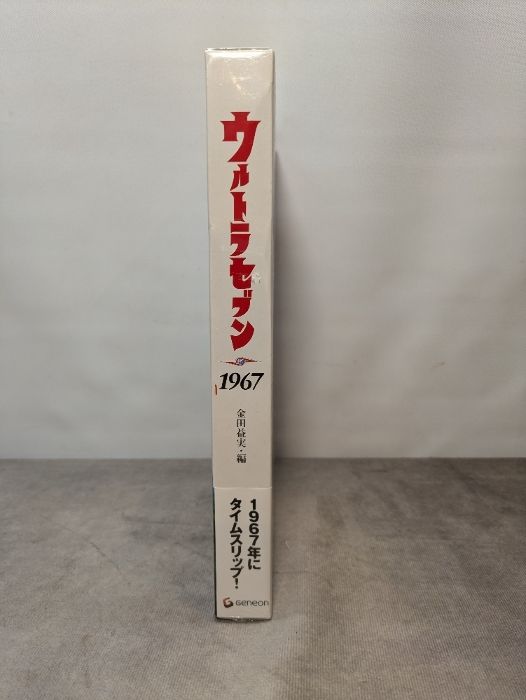 ウルトラセブン
1967
金田益実・編
1967年に
タイムスリップ！
Geneon